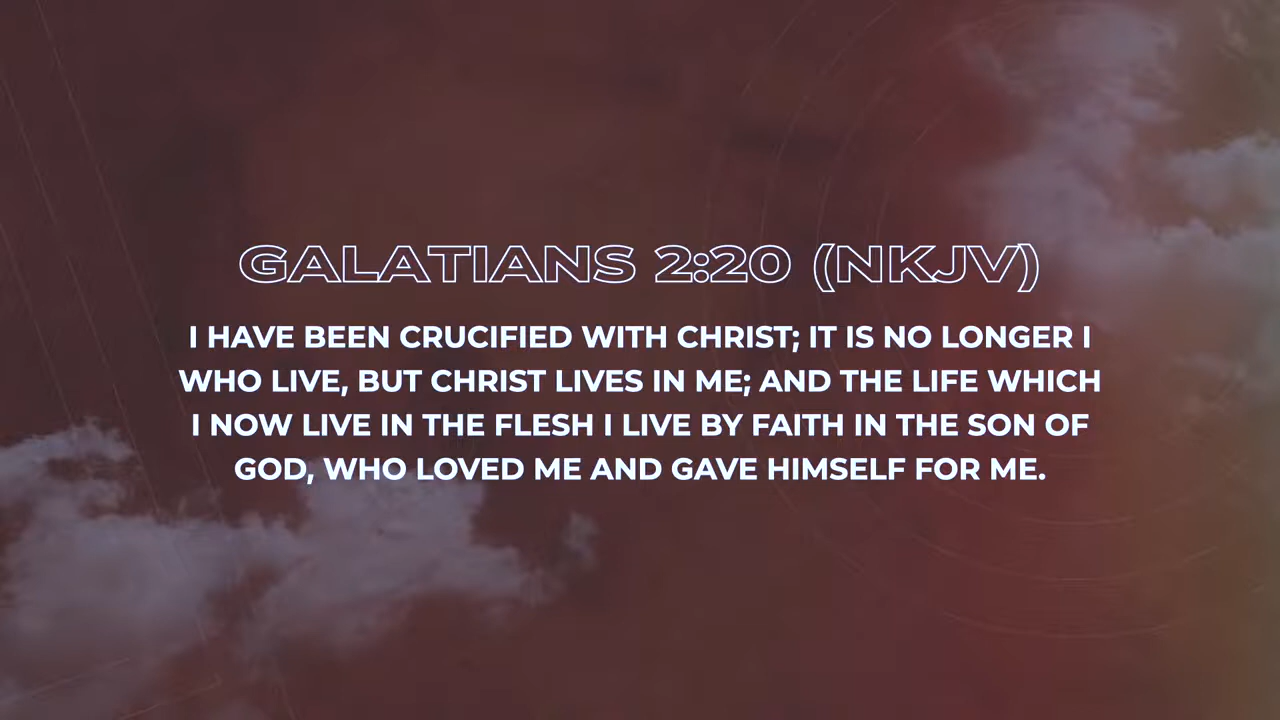 GALATIANS 2:20 (NKJV)
I HAVE BEEN CRUCIFIED WITH CHRIST; IT IS NO LONGER I
WHO LIVE, BUT CHRIST LIVES IN ME; AND THE LIFE WHICH
I NOW LIVE IN THE FLESH I LIVE BY FAITH IN THE SON OF
GOD, WHO LOVED ME AND GAVE HIMSELF FOR ME.